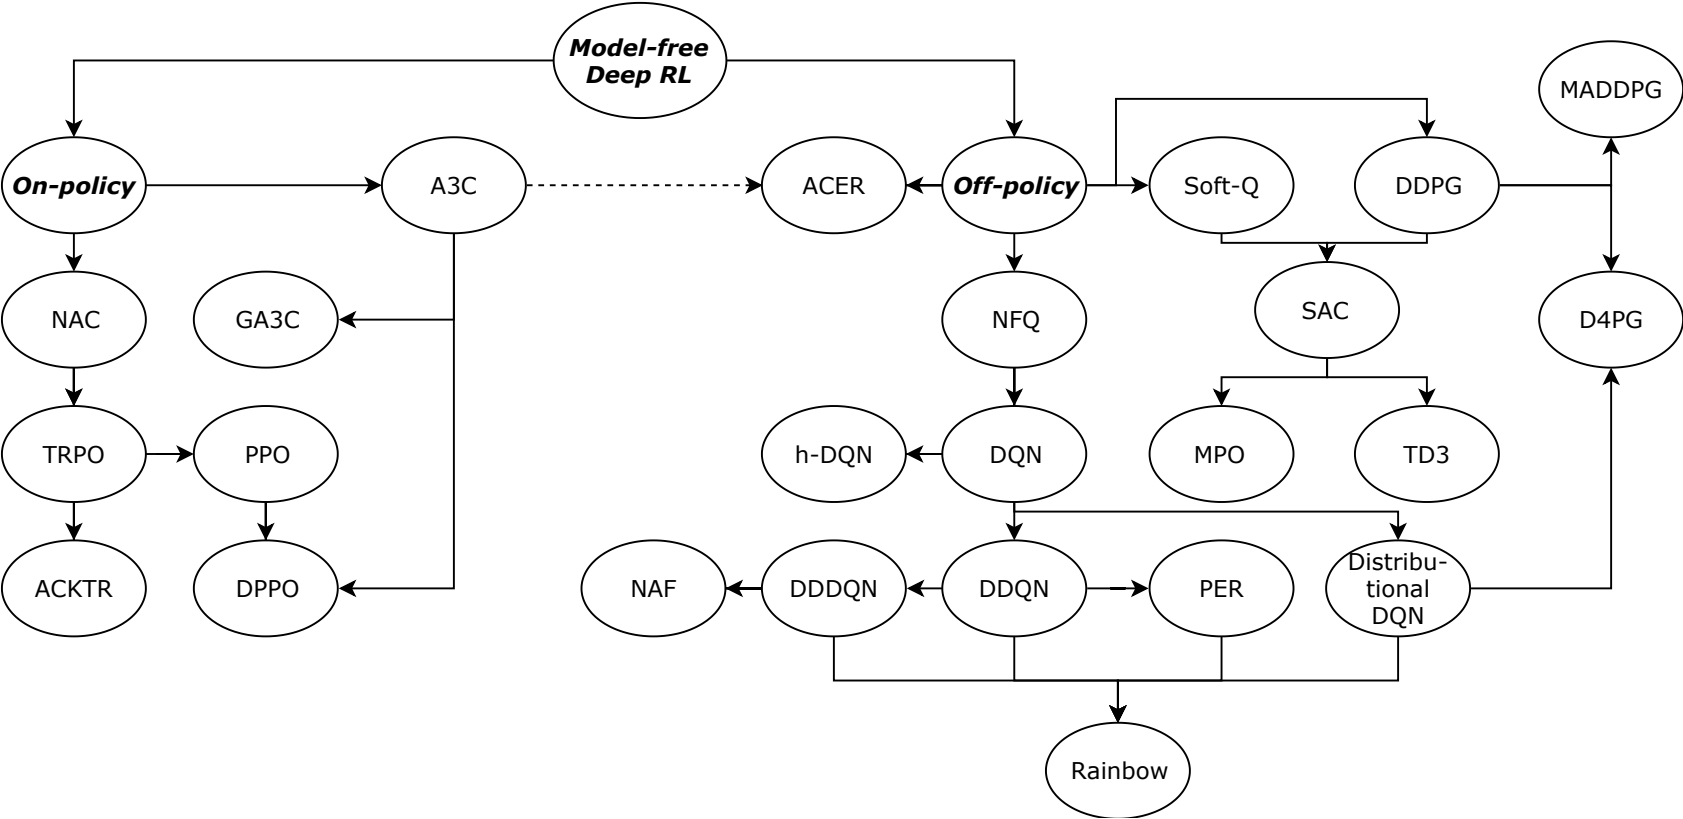 Model-free
Deep RL
MADDPG
On-policy
A3C
ACER
Off-policy
Soft-Q
DDPG
NAC
GA3C
NFQ
SAC
D4PG
TRPO
PPO
h-DQN
DQN
MPO
TD3
ACKTR
DPPO
NAF
DDDQN
DDQN
PER
Distribu-
tional
DQN
Rainbow